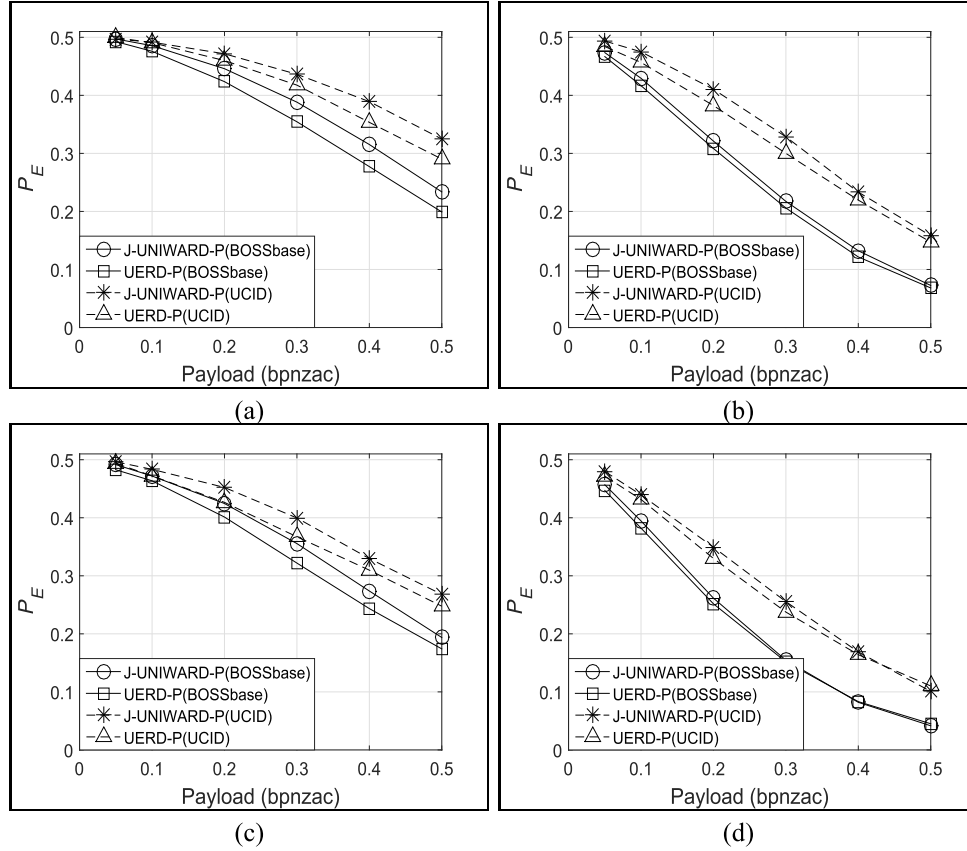 0.5
0.4
0.3
0.2
0.1
0
P_E
J-UNIWARD-P(BOSSbase)
UERD-P(BOSSbase)
J-UNIWARD-P(UCID)
UERD-P(UCID)
0 0.1 0.2 0.3 0.4 0.5
Payload (bpnzac)
(a)
0.5
0.4
0.3
0.2
0.1
0
P_E
J-UNIWARD-P(BOSSbase)
UERD-P(BOSSbase)
J-UNIWARD-P(UCID)
UERD-P(UCID)
0 0.1 0.2 0.3 0.4 0.5
Payload (bpnzac)
(b)
0.5
0.4
0.3
0.2
0.1
0
P_E
J-UNIWARD-P(BOSSbase)
UERD-P(BOSSbase)
J-UNIWARD-P(UCID)
UERD-P(UCID)
0 0.1 0.2 0.3 0.4 0.5
Payload (bpnzac)
(c)
0.5
0.4
0.3
0.2
0.1
0
P_E
J-UNIWARD-P(BOSSbase)
UERD-P(BOSSbase)
J-UNIWARD-P(UCID)
UERD-P(UCID)
0 0.1 0.2 0.3 0.4 0.5
Payload (bpnzac)
(d)